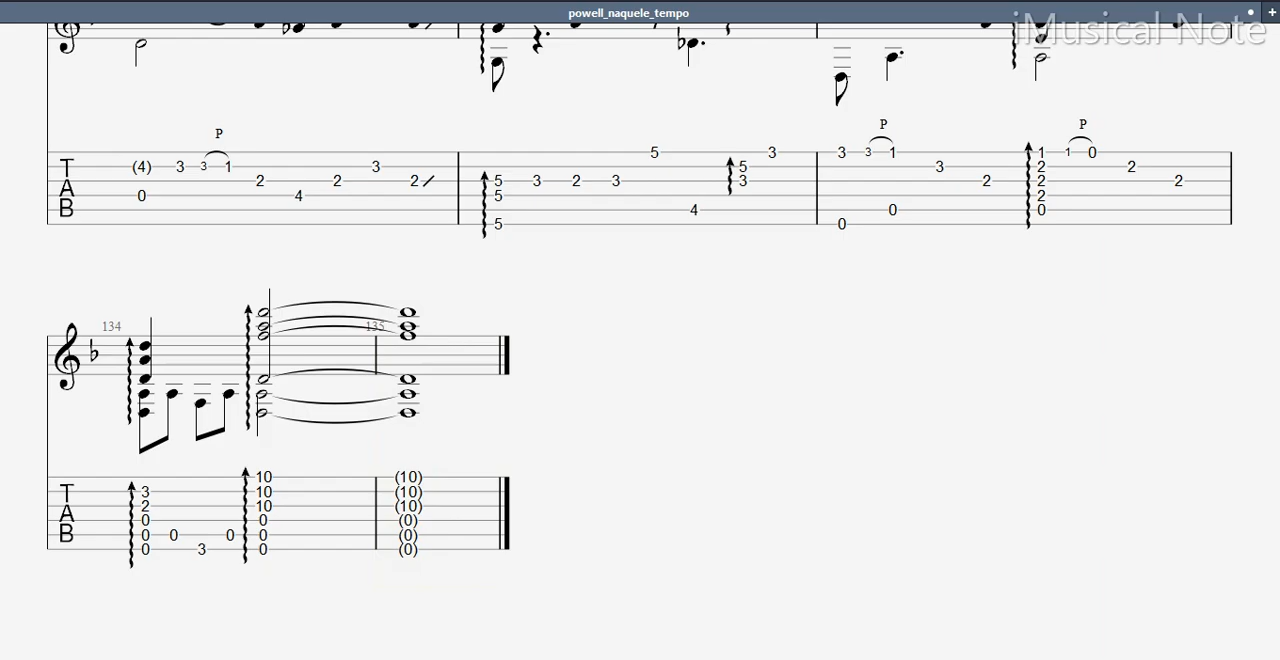 powell_naquele_tempo
iMusical Note
P P P
T (4) 3 3 1 5 5 3 3 3 1 1 1 0
A 0 2 4 2 3 2 5 3 2 3 5 3 3 2 2 2 2
B 5 5 4 0 0 2 0
134 135
T 3 10 (10)
2 10 (10)
A 0 10 (10)
B 0 0 0 0 (0)
0 3 0 (0)
0 (0)